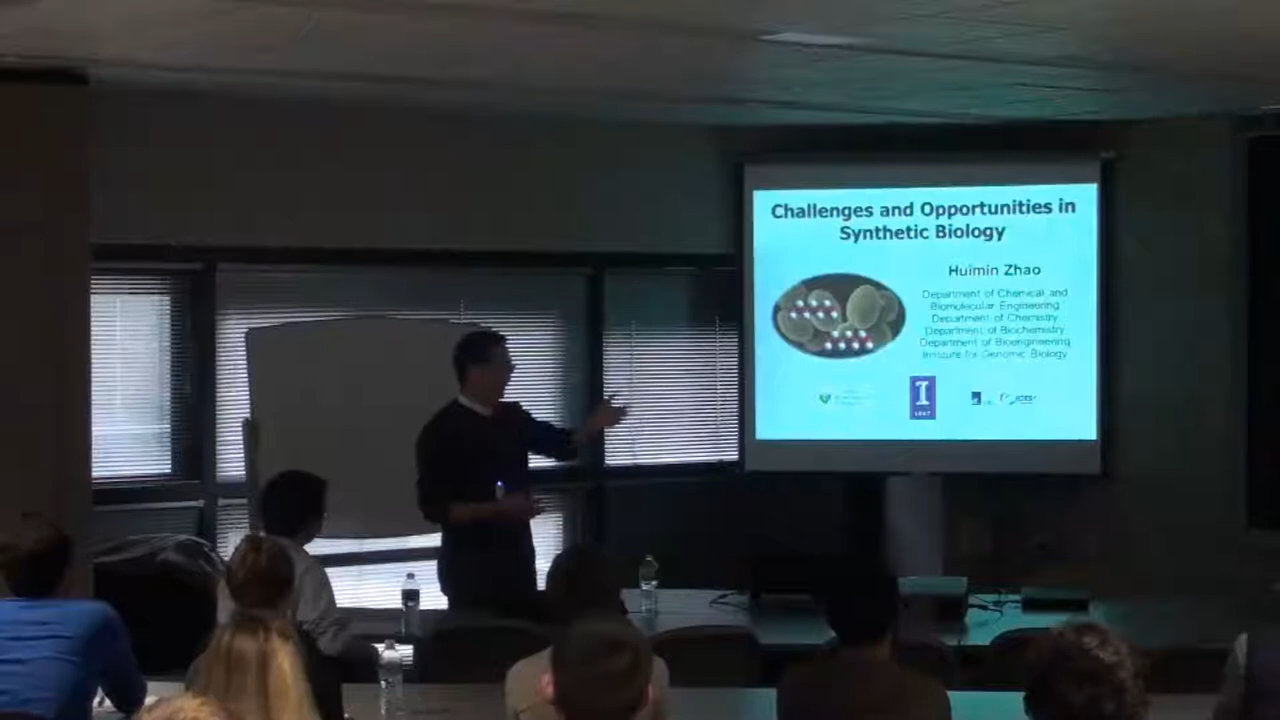 Challenges and Opportunities in
Synthetic Biology
Huimin Zhao
Department of Chemical and
Biomolecular Engineering
Department of Chemistry
Department of Biochemistry
Department of Bioengineering
Institute for Genomic Biology
I
1867